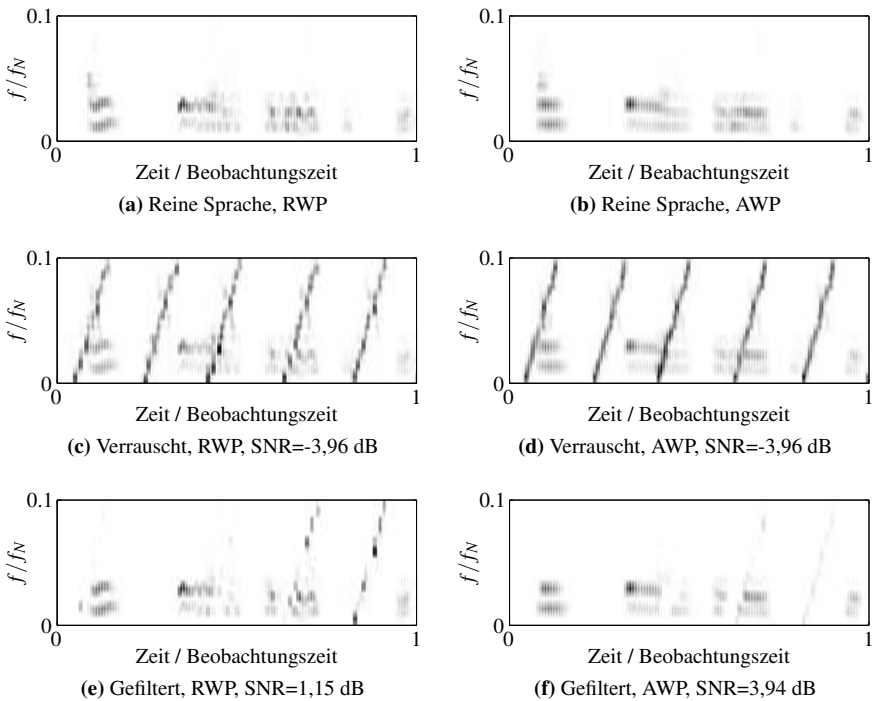 0.1
f/f_N
0
0
1
Zeit / Beobachtungszeit
(a) Reine Sprache, RWP
0.1
f/f_N
0
0
1
Zeit / Beabachtungszeit
(b) Reine Sprache, AWP
0.1
f/f_N
0
0
1
Zeit / Beobachtungszeit
(c) Verrauscht, RWP, SNR=-3,96 dB
0.1
f/f_N
0
0
1
Zeit / Beobachtungszeit
(d) Verrauscht, AWP, SNR=-3,96 dB
0.1
f/f_N
0
0
1
Zeit / Beobachtungszeit
(e) Gefiltert, RWP, SNR=1,15 dB
0.1
f/f_N
0
0
1
Zeit / Beobachtungszeit
(f) Gefiltert, AWP, SNR=3,94 dB